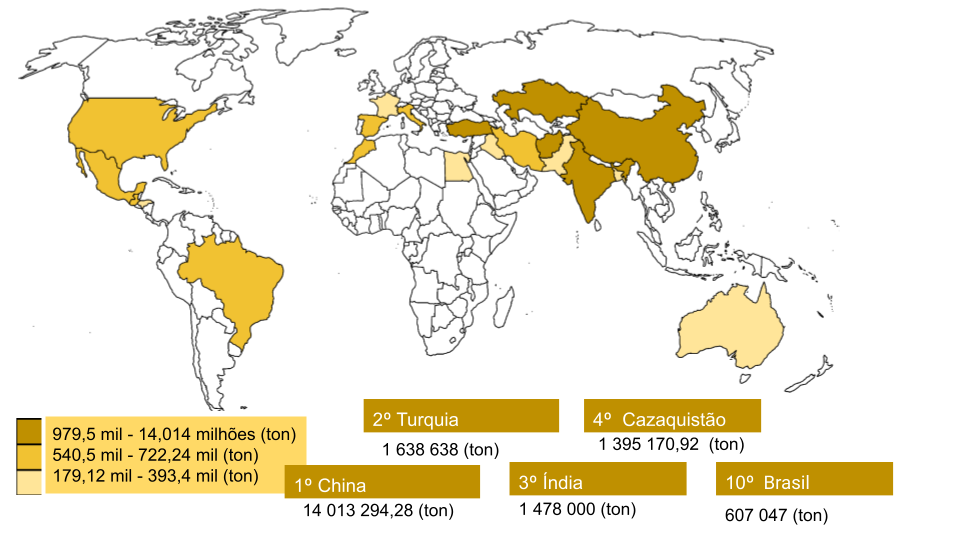 2º Turquia
4º Cazaquistão
979,5 mil - 14,014 milhões (ton)
540,5 mil - 722,24 mil (ton)
179,12 mil - 393,4 mil (ton)
1 638 638 (ton)
1 395 170,92 (ton)
1º China
3º Índia
10º Brasil
14 013 294,28 (ton)
1 478 000 (ton)
607 047 (ton)